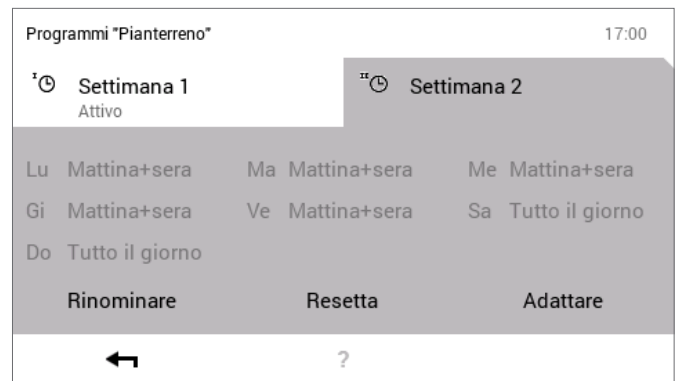 Programmi "Pianterreno" 17:00
I Settimana 1 II Settimana 2
Attivo
Lu Mattina+sera Ma Mattina+sera Me Mattina+sera
Gi Mattina+sera Ve Mattina+sera Sa Tutto il giorno
Do Tutto il giorno
Rinominare Resetta Adattare
?